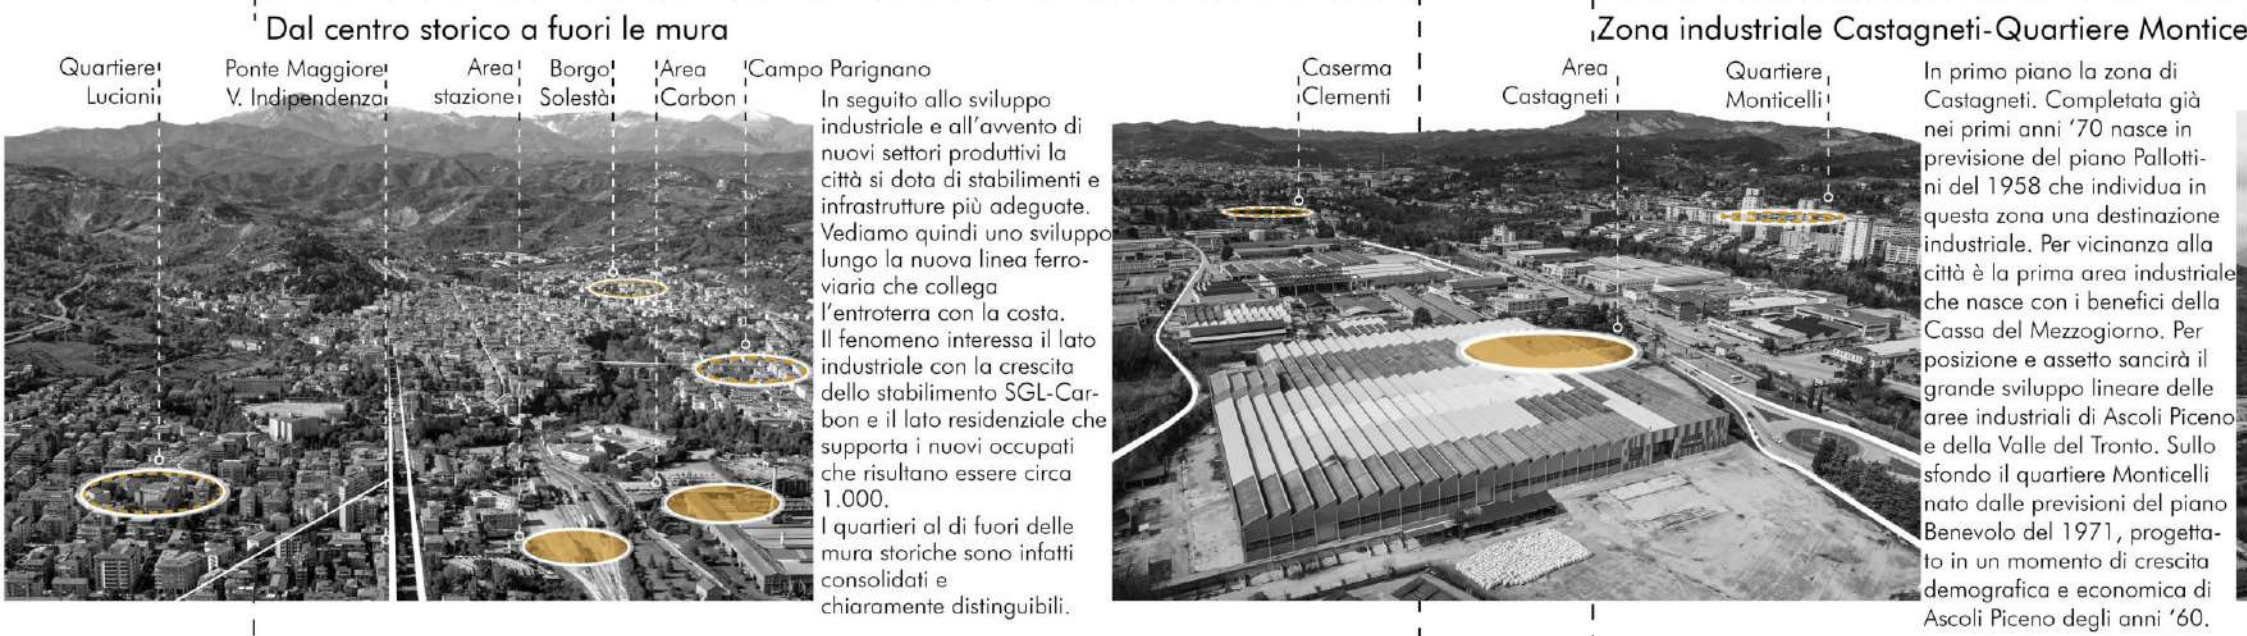 Dal centro storico a fuori le mura
Quartiere
Luciani
Ponte Maggiore
V. Indipendenza
Area
stazione
Borgo
Solestà
Area
Carbon
Campo Parignano
In seguito allo sviluppo
industriale e all'avvento di
nuovi settori produttivi la
città si dota di stabilimenti e
infrastrutture più adeguate.
Vediamo quindi uno sviluppo
lungo la nuova linea ferro-
viaria che collega
l'entroterra con la costa.
Il fenomeno interessa il lato
industriale con la crescita
dello stabilimento SGL-Car-
bon e il lato residenziale che
supporta i nuovi occupati
che risultano essere circa
1.000.
I quartieri al di fuori delle
mura storiche sono infatti
consolidati e
chiaramente distinguibili.
Zona industriale Castagneti-Quartiere Montice
Caserma
Clementi
Area
Castagneti
Quartiere
Monticelli
In primo piano la zona di
Castagneti. Completata già
nei primi anni '70 nasce in
previsione del piano Pallotti-
ni del 1958 che individua in
questa zona una destinazione
industriale. Per vicinanza alla
città è la prima area industriale
che nasce con i benefici della
Cassa del Mezzogiorno. Per
posizione e assetto sancirà il
grande sviluppo lineare delle
aree industriali di Ascoli Piceno
e della Valle del Tronto. Sullo
sfondo il quartiere Monticelli
nato dalle previsioni del piano
Benevolo del 1971, progetta-
to in un momento di crescita
demografica e economica di
Ascoli Piceno degli anni '60.